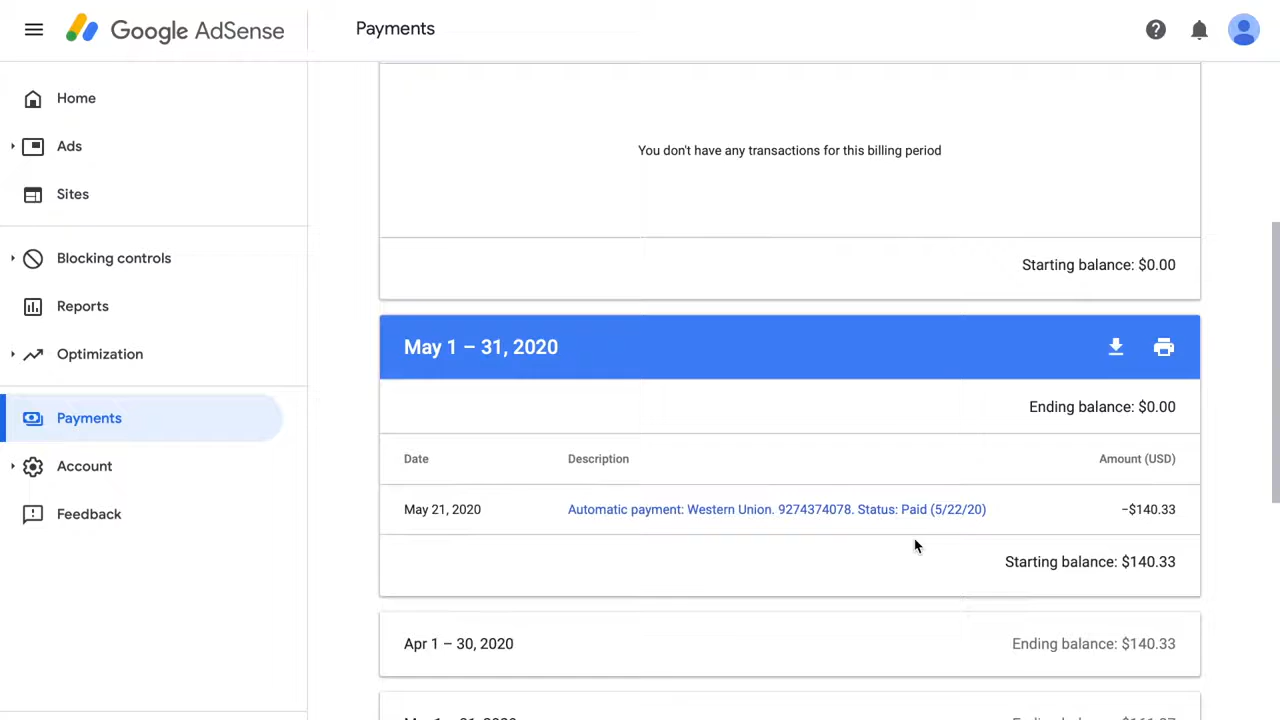 Google AdSense
Payments
Home
Ads
Sites
Blocking controls
Reports
Optimization
Payments
Account
Feedback
You don't have any transactions for this billing period
Starting balance: $0.00
May 1 – 31, 2020
Ending balance: $0.00
Date Description Amount (USD)
May 21, 2020 Automatic payment: Western Union. 9274374078. Status: Paid (5/22/20) −$140.33
Starting balance: $140.33
Apr 1 – 30, 2020 Ending balance: $140.33